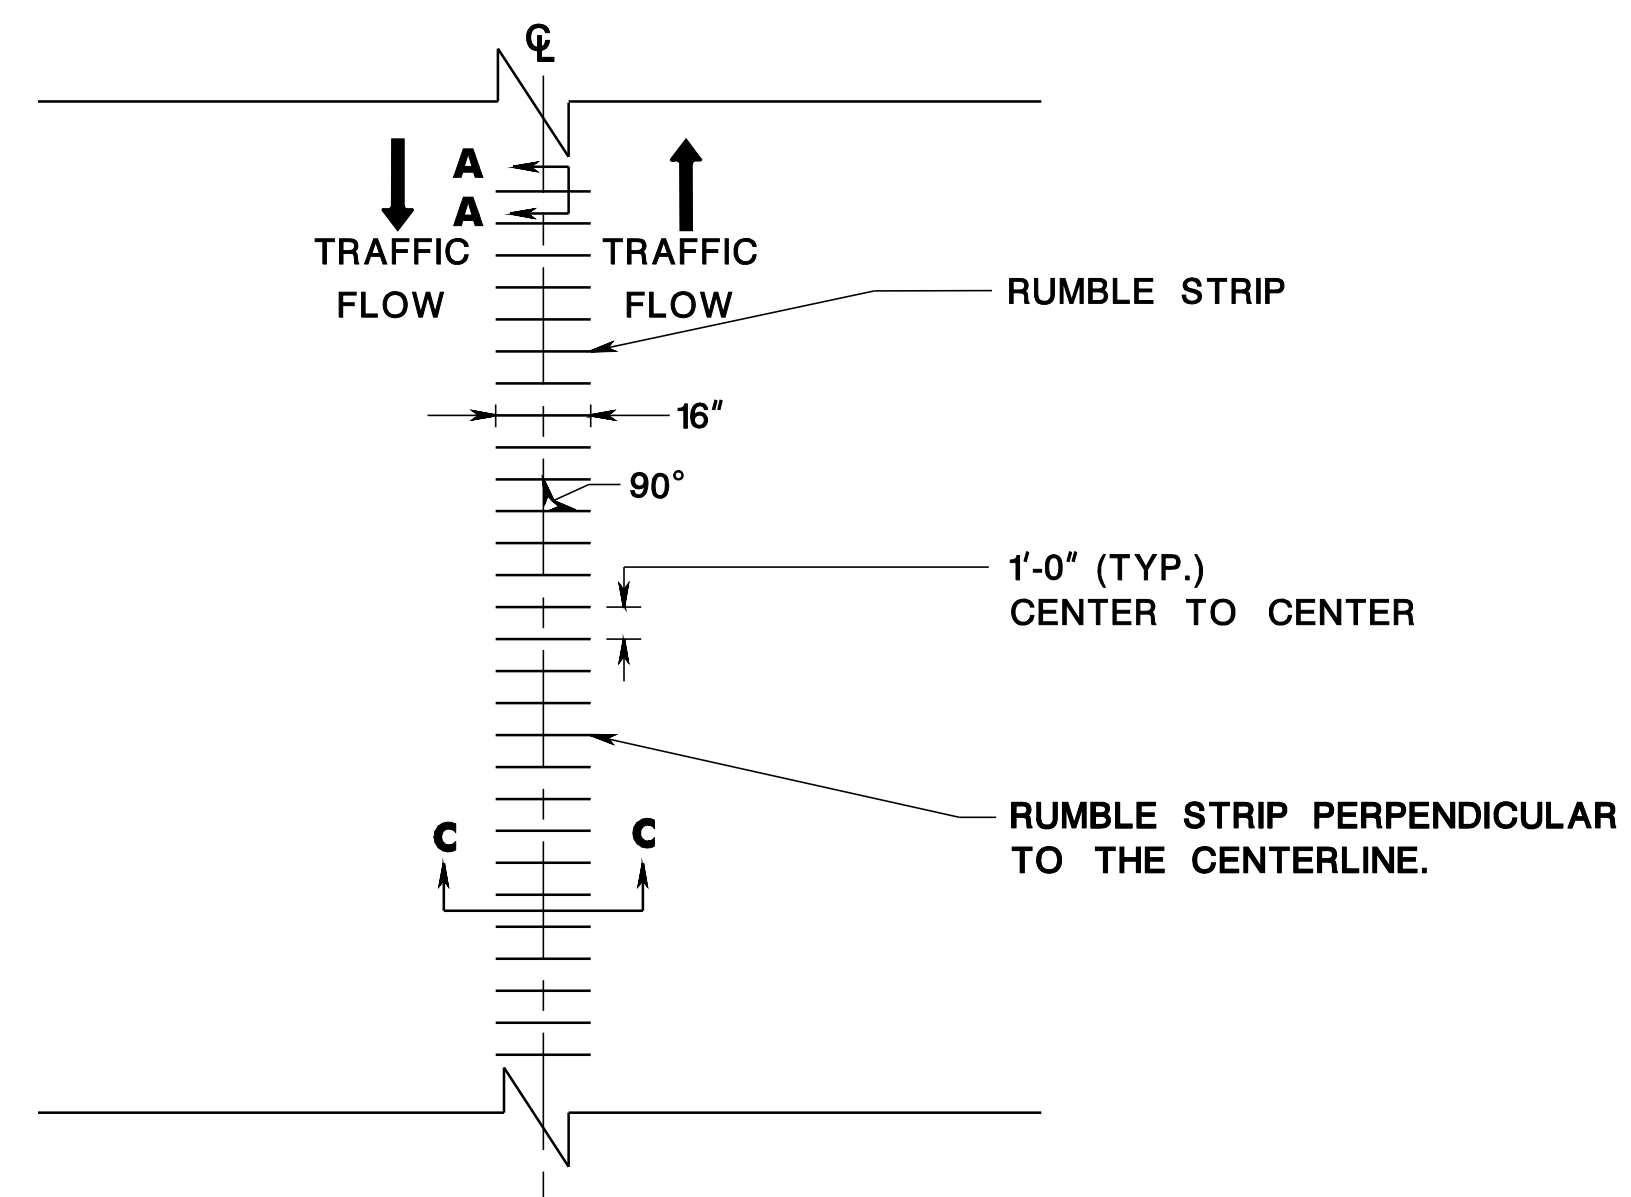 ℄
A
A
TRAFFIC
FLOW
TRAFFIC
FLOW
RUMBLE STRIP
16"
90°
1'-0" (TYP.)
CENTER TO CENTER
RUMBLE STRIP PERPENDICULAR
TO THE CENTERLINE.
C
C